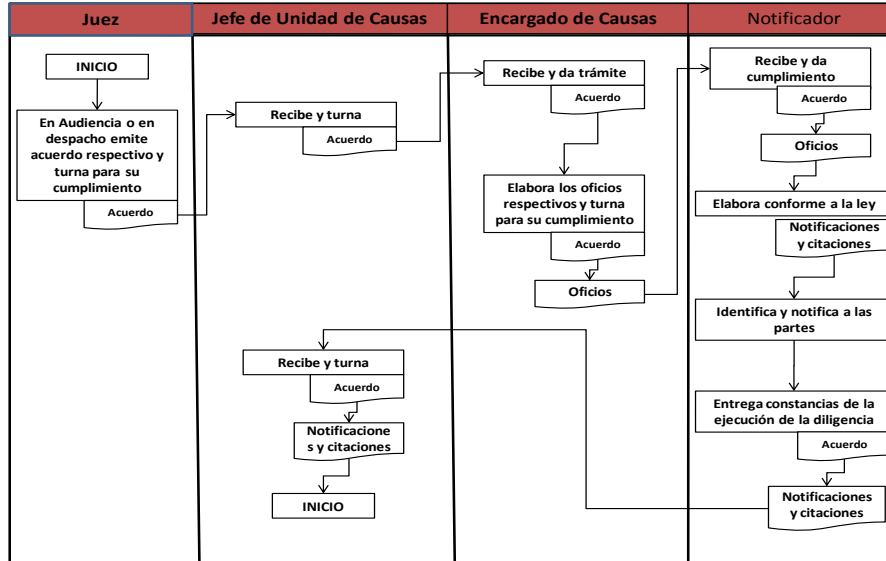 Juez
Jefe de Unidad de Causas
Encargado de Causas
Notificador
INICIO
En Audiencia o en
despacho emite
acuerdo respectivo y
turna para su
cumplimiento
Acuerdo
Recibe y turna
Acuerdo
Recibe y da trámite
Acuerdo
Elabora los oficios
respectivos y turna
para su cumplimiento
Acuerdo
Oficios
Recibe y da
cumplimiento
Acuerdo
Oficios
Elabora conforme a la ley
Notificaciones
y citaciones
Identifica y notifica a las
partes
Entrega constancias de la
ejecución de la diligencia
Acuerdo
Notificaciones
y citaciones
Recibe y turna
Acuerdo
Notificacione
s y citaciones
INICIO